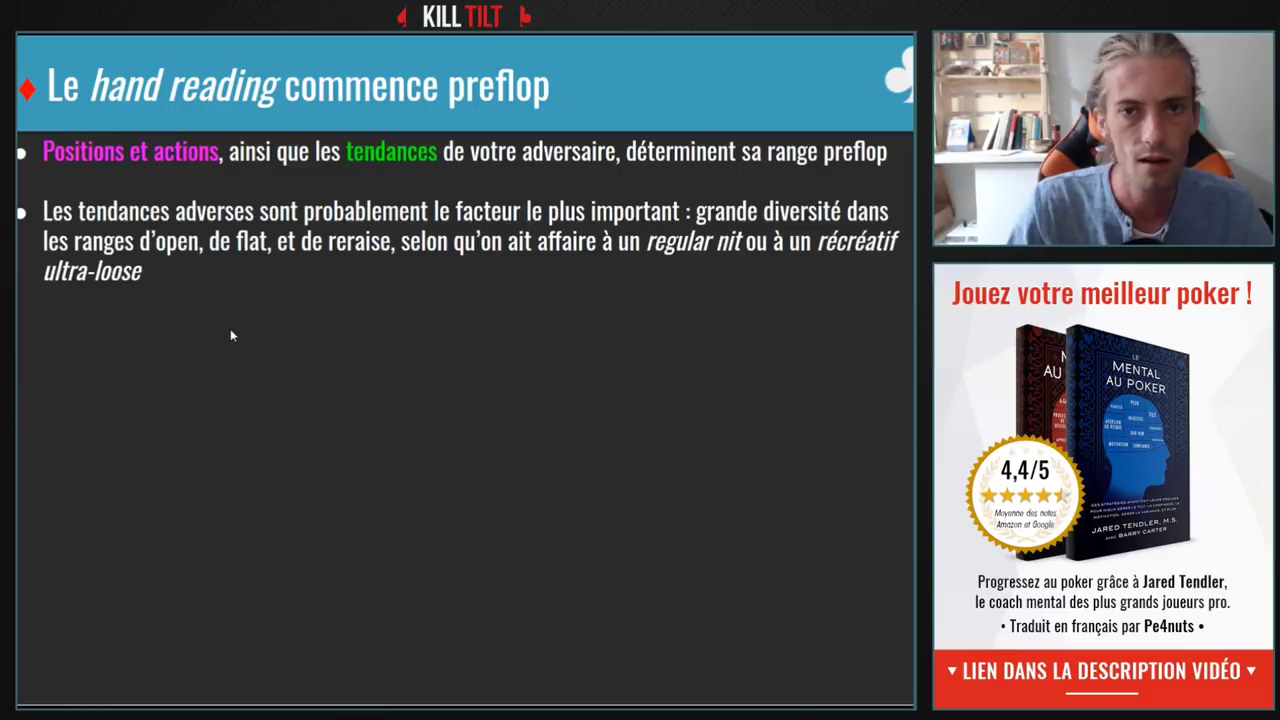 KILL TILT
Le hand reading commence preflop
Positions et actions, ainsi que les tendances de votre adversaire, déterminent sa range preflop
Les tendances adverses sont probablement le facteur le plus important : grande diversité dans
les ranges d’open, de flat, et de reraise, selon qu’on ait affaire à un regular nit ou à un récréatif
ultra-loose
Jouez votre meilleur poker !
LE
MENTAL
AU POKER
JARED TENDLER, M.S.
AVEC BARRY CARTER
4,4/5
Moyenne des notes
Amazon et Google
Progressez au poker grâce à Jared Tendler,
le coach mental des plus grands joueurs pro.
• Traduit en français par Pe4nuts •
LIEN DANS LA DESCRIPTION VIDÉO